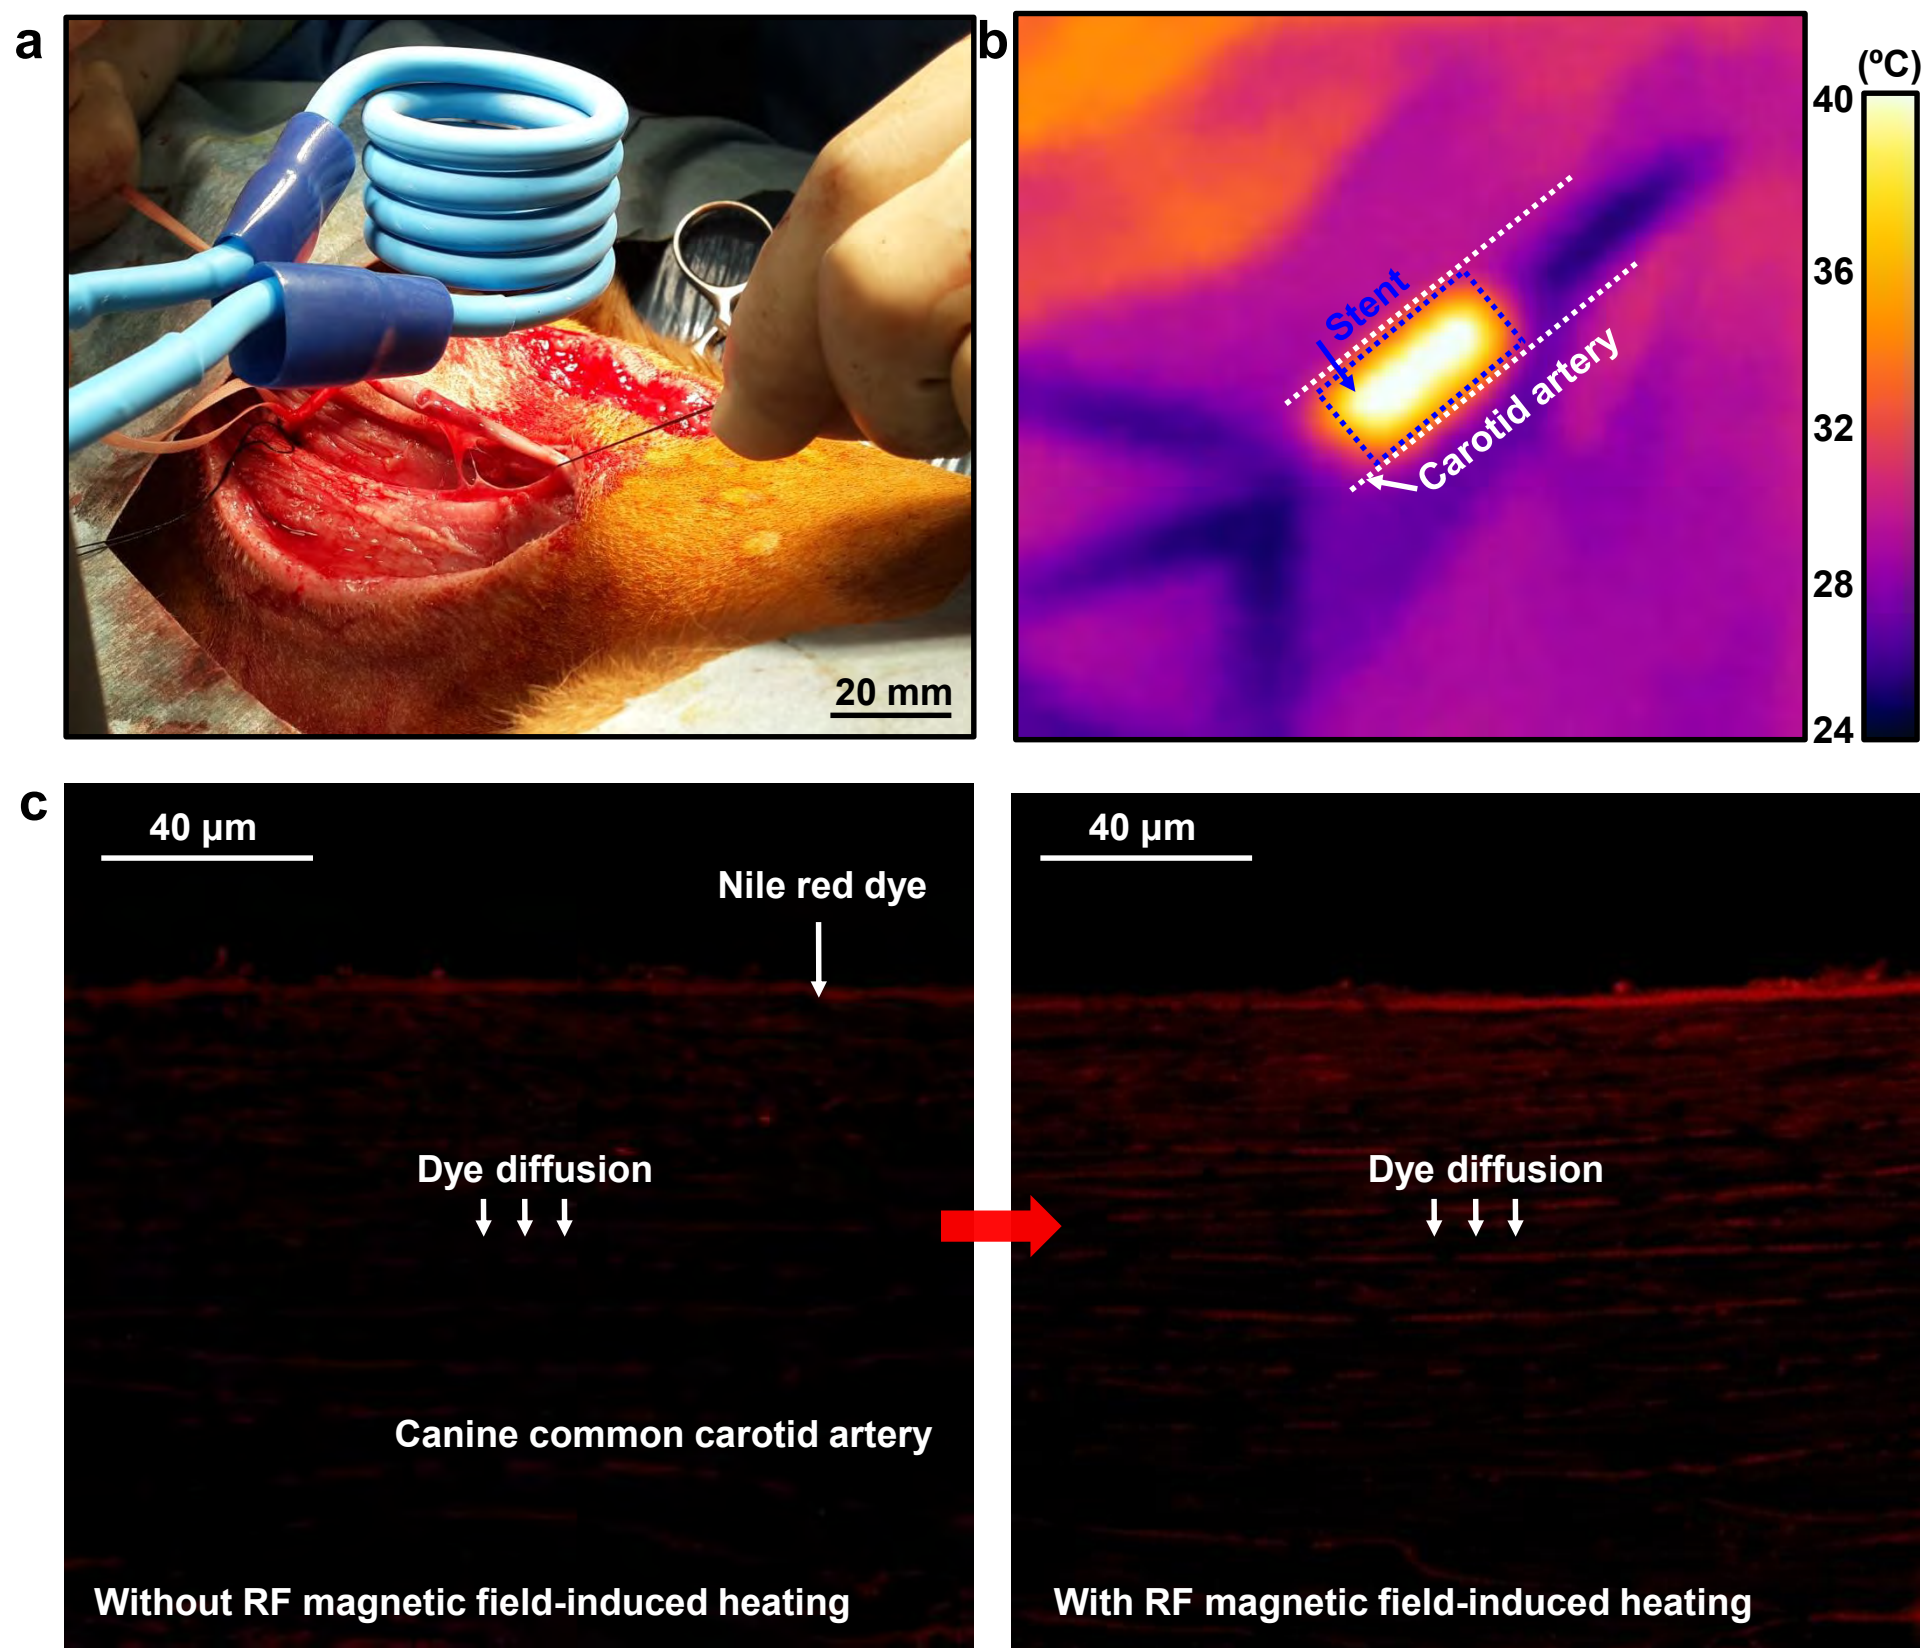 a
20 mm
b
(ºC)
40
36
32
28
24
Stent
Carotid artery
c
40 µm
Nile red dye
Dye diffusion
Canine common carotid artery
Without RF magnetic field-induced heating
40 µm
Dye diffusion
With RF magnetic field-induced heating